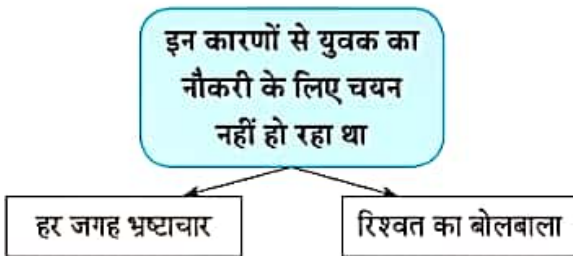 इन कारणों से युवक का
नौकरी के लिए चयन
नहीं हो रहा था
हर जगह भ्रष्टाचार
रिश्वत का बोलबाला